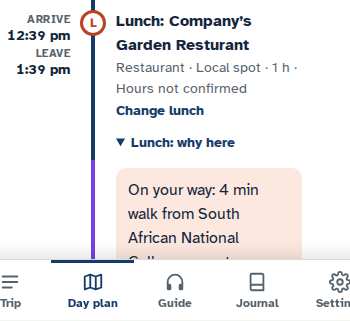 ARRIVE
12:39 pm
LEAVE
1:39 pm
L
Lunch: Company's
Garden Resturant
Restaurant · Local spot · 1 h ·
Hours not confirmed
Change lunch
▼ Lunch: why here
On your way: 4 min
walk from South
African National
Trip
Day plan
Guide
Journal
Settin